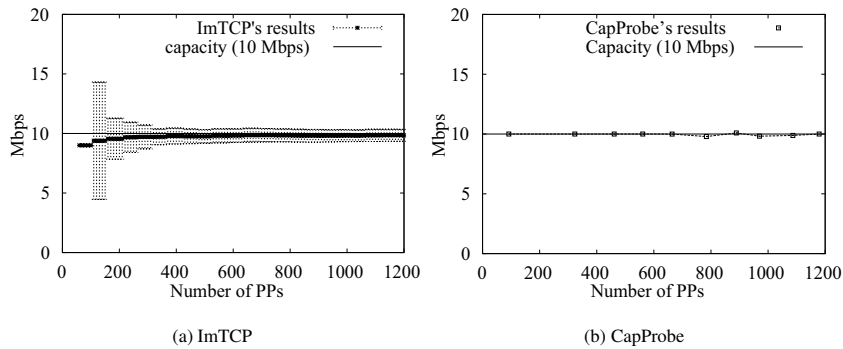 20
15
10
5
0
Mbps
ImTCP's results
capacity (10 Mbps)
0 200 400 600 800 1000 1200
Number of PPs
(a) ImTCP
20
15
10
5
0
Mbps
CapProbe's results
Capacity (10 Mbps)
0 200 400 600 800 1000 1200
Number of PPs
(b) CapProbe